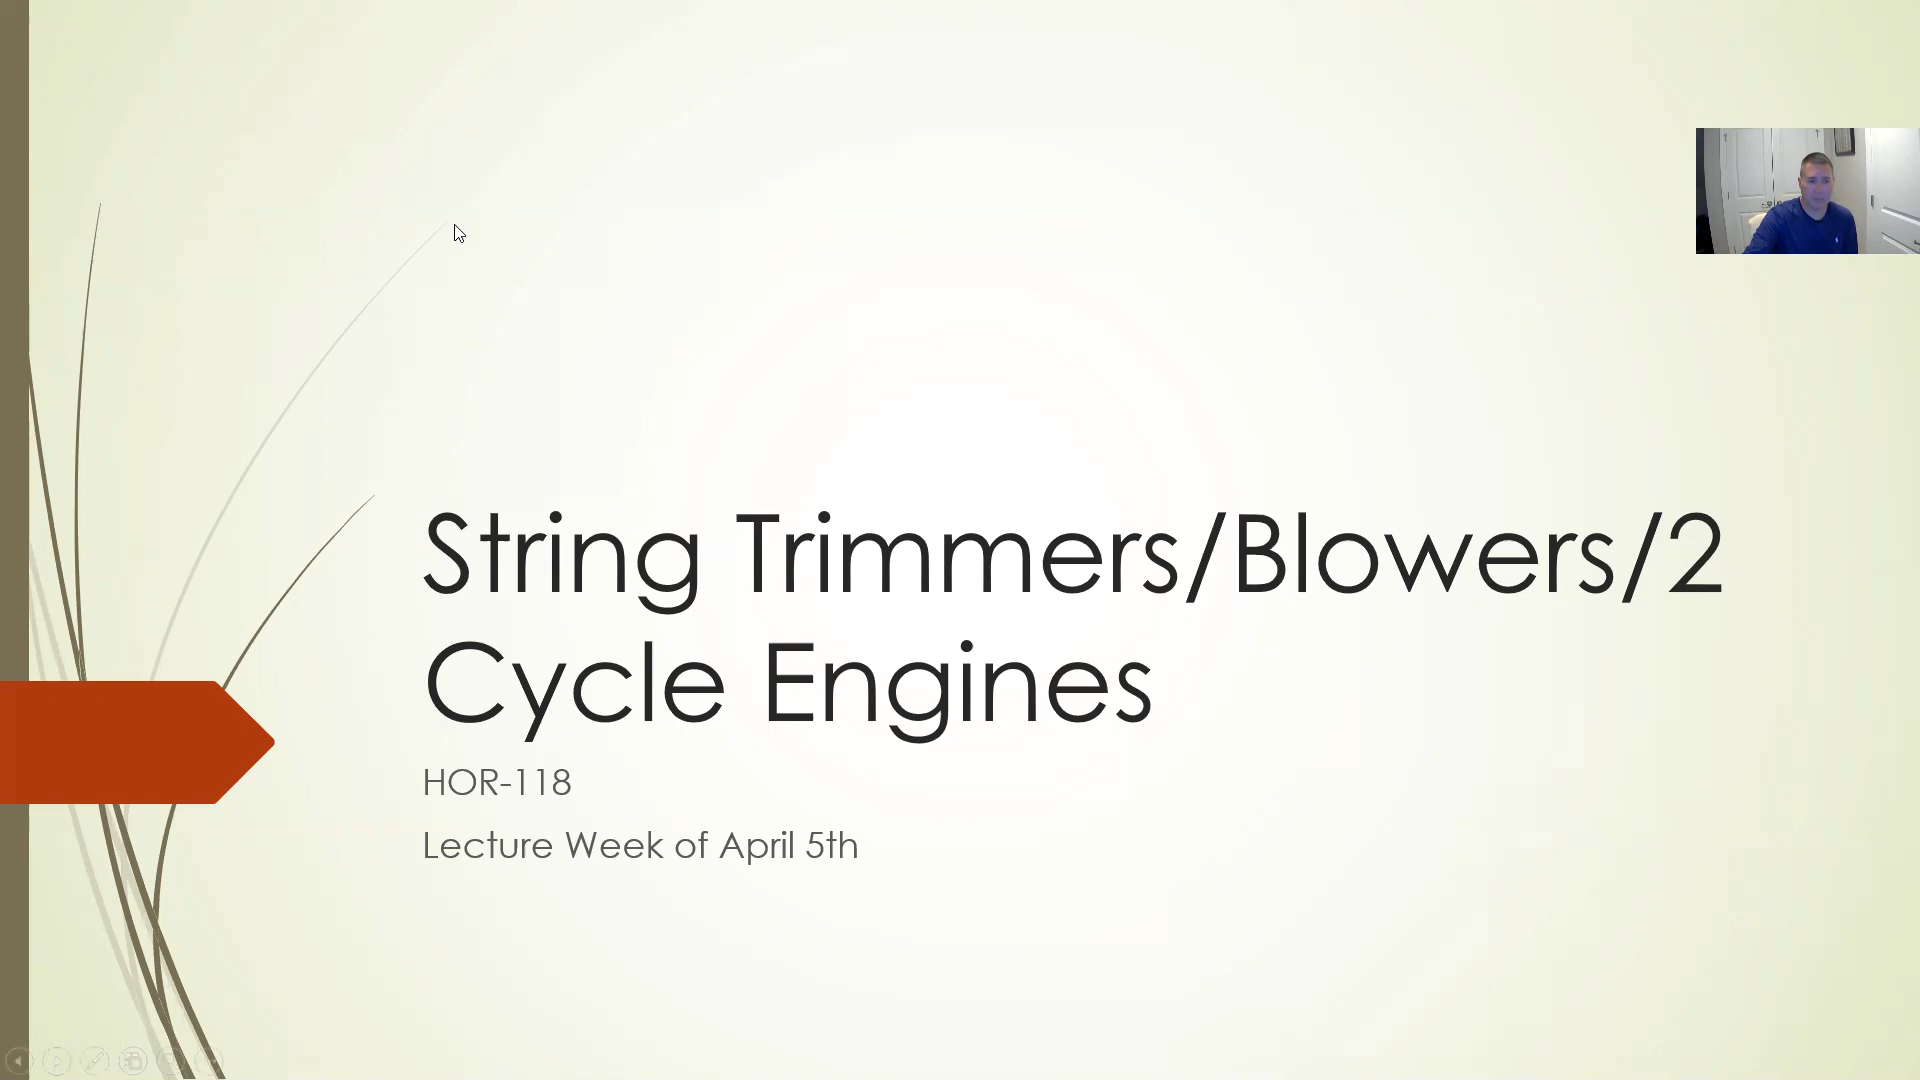 String Trimmers/Blowers/2
Cycle Engines
HOR-118
Lecture Week of April 5th